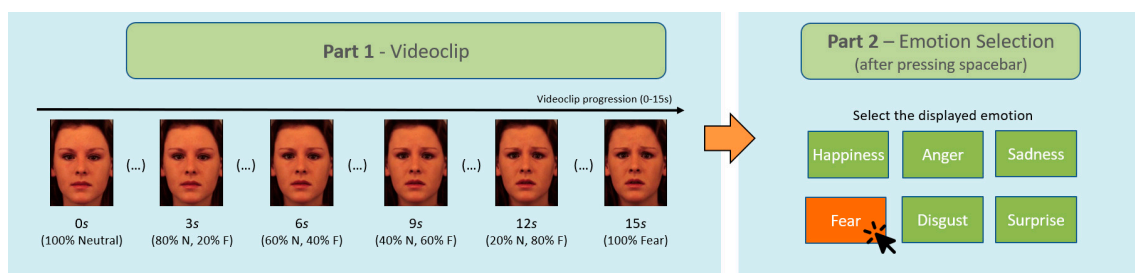 Part 1 - Videoclip
Videoclip progression (0-15s)
(...) (...) (...) (...) (...)
0s 3s 6s 9s 12s 15s
(100% Neutral) (80% N, 20% F) (60% N, 40% F) (40% N, 60% F) (20% N, 80% F) (100% Fear)
Part 2 – Emotion Selection
(after pressing spacebar)
Select the displayed emotion
Happiness Anger Sadness
Fear Disgust Surprise